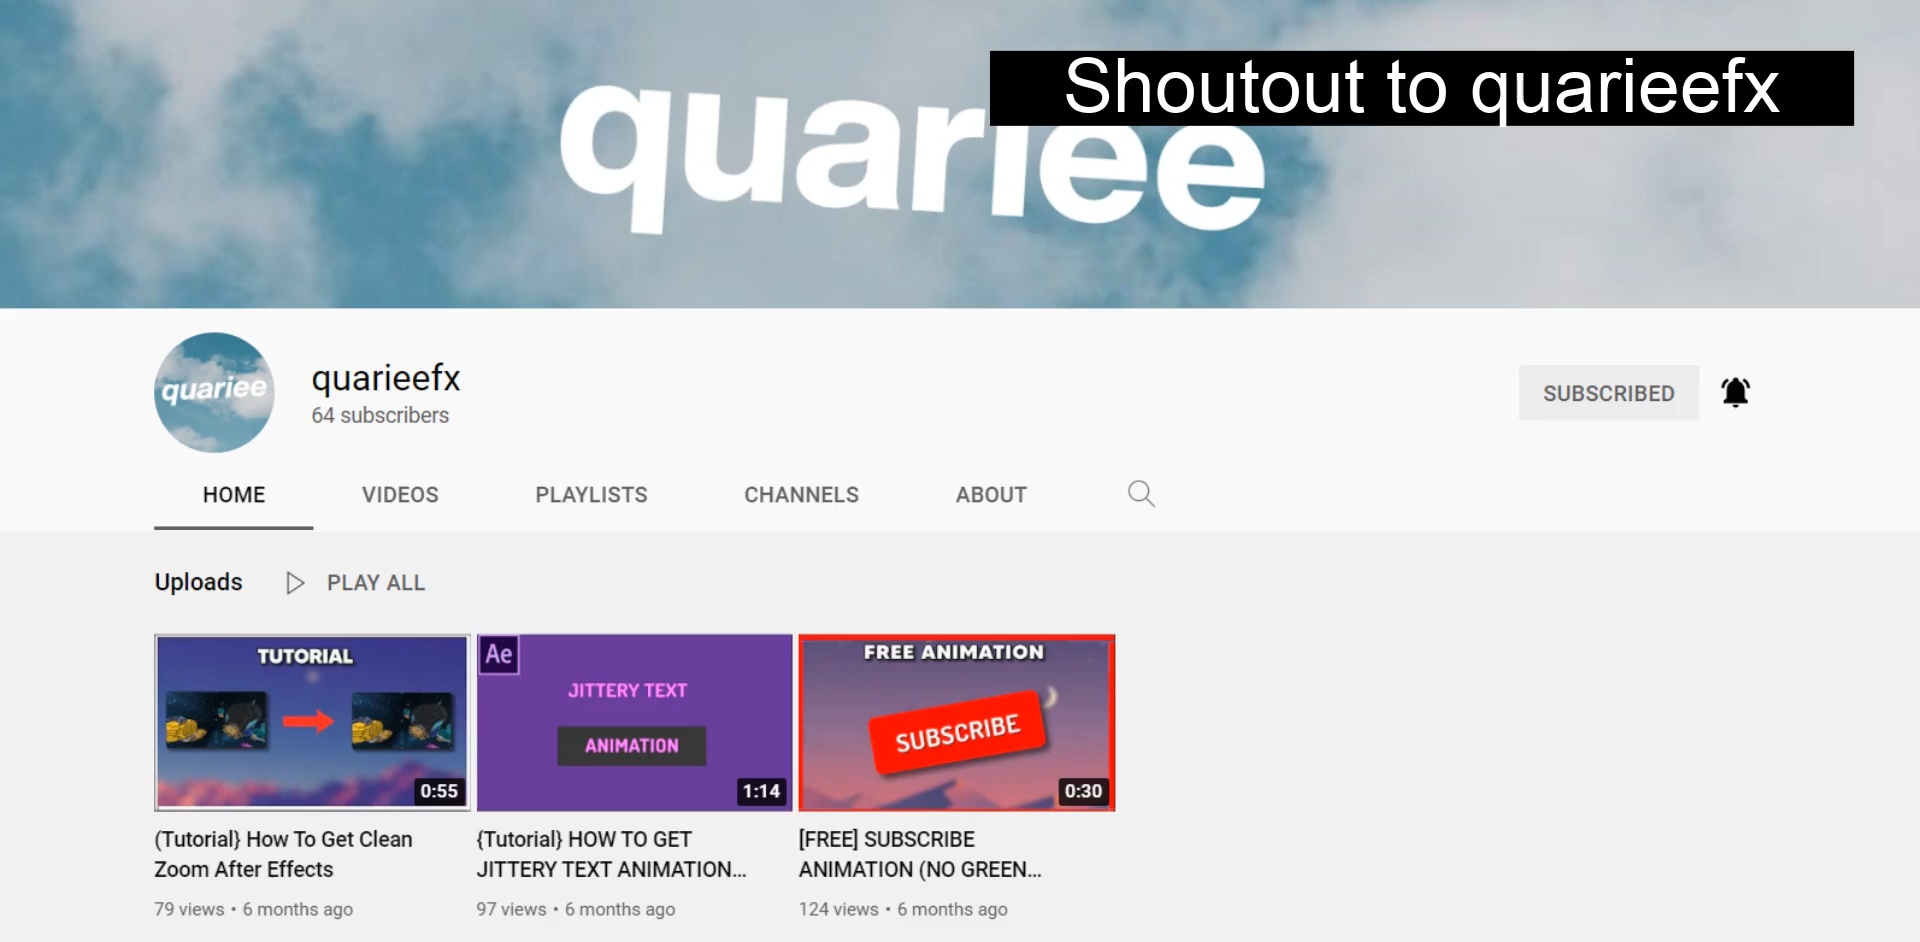 Shoutout to quarieefx
quariee
quariee
quarieefx
64 subscribers
SUBSCRIBED
HOME VIDEOS PLAYLISTS CHANNELS ABOUT
Uploads PLAY ALL
TUTORIAL
0:55
Ae
JITTERY TEXT
ANIMATION
1:14
FREE ANIMATION
SUBSCRIBE
0:30
(Tutorial} How To Get Clean
Zoom After Effects
79 views • 6 months ago
{Tutorial} HOW TO GET
JITTERY TEXT ANIMATION...
97 views • 6 months ago
[FREE] SUBSCRIBE
ANIMATION (NO GREEN...
124 views • 6 months ago